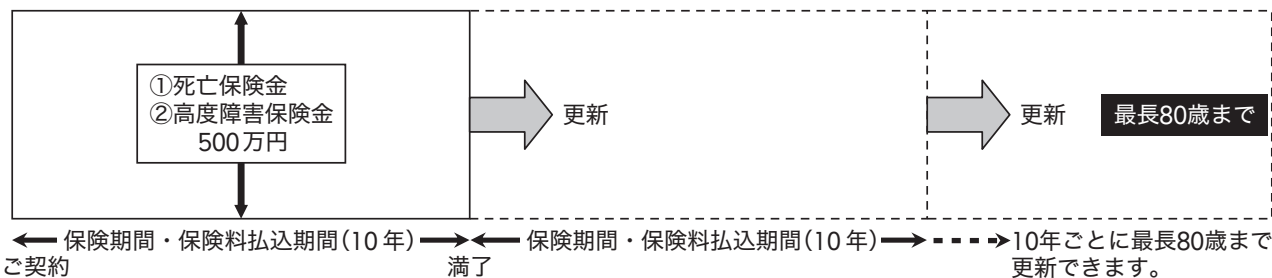 ①死亡保険金
②高度障害保険金
500万円
更新
更新
最長80歳まで
保険期間・保険料払込期間(10年)
保険期間・保険料払込期間(10年)
10年ごとに最長80歳まで
更新できます。
ご契約
満了